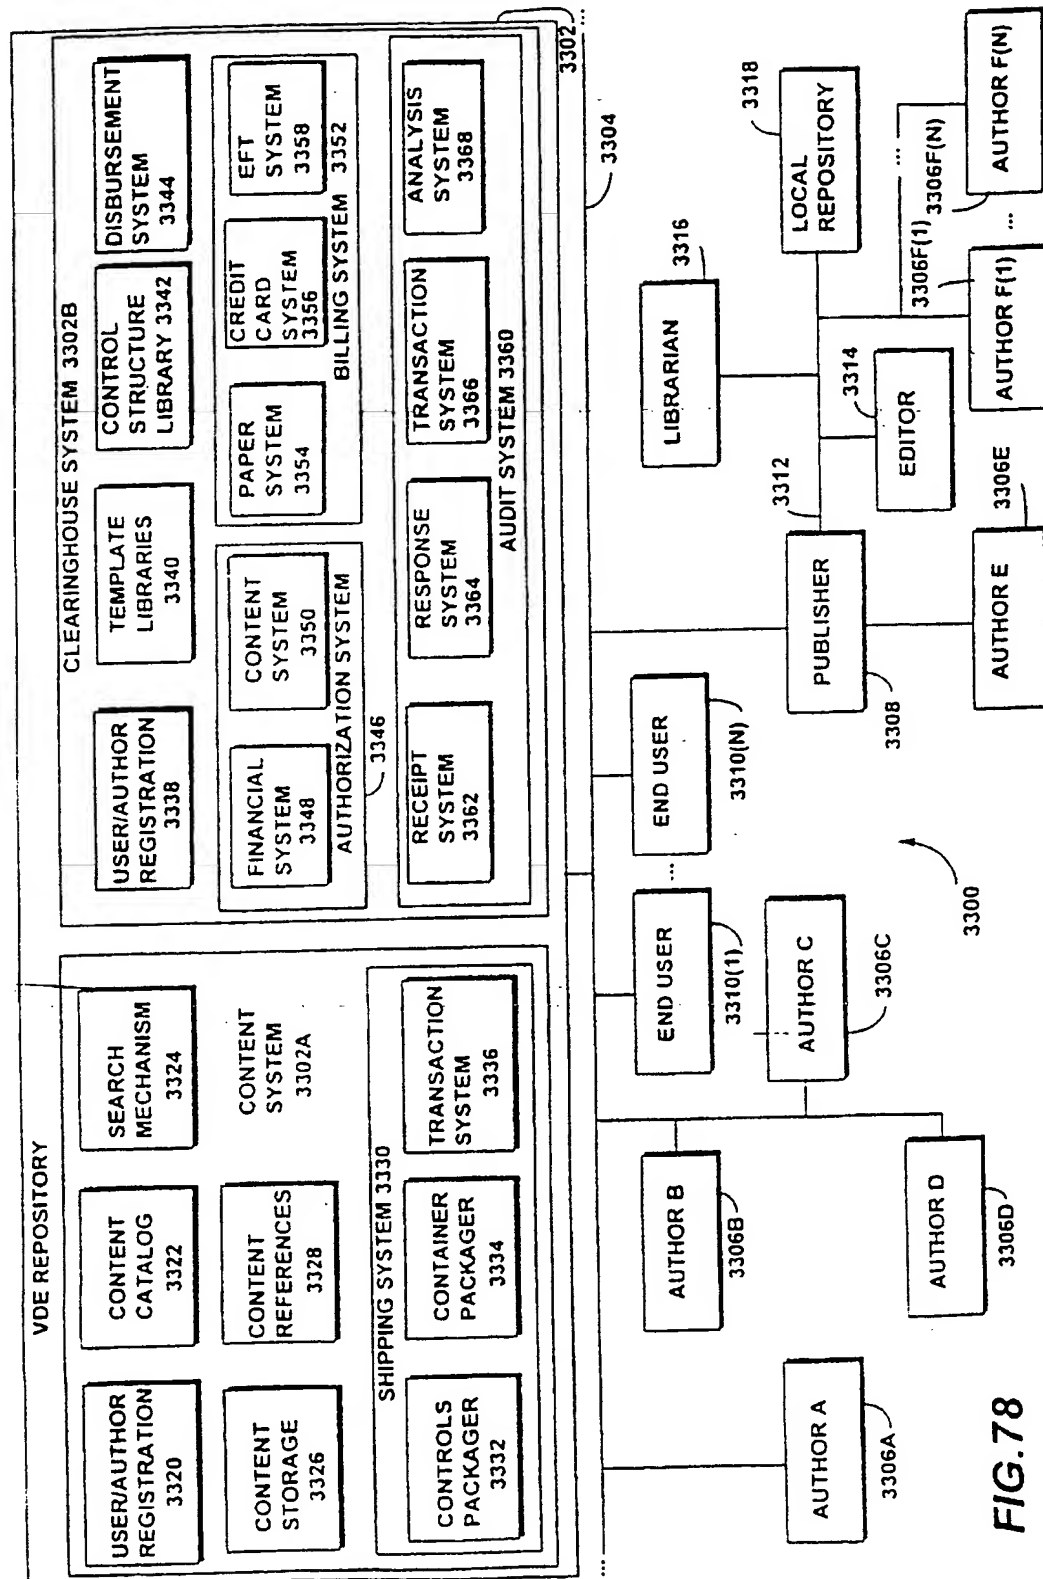 VDE REPOSITORY
3302
USER/AUTHOR
REGISTRATION
3320
CONTENT
CATALOG
3322
SEARCH
MECHANISM
3324
CONTENT
STORAGE
3326
CONTENT
REFERENCES
3328
CONTENT
SYSTEM
3302A
SHIPPING SYSTEM 3330
CONTROLS
PACKAGER
3332
CONTAINER
PACKAGER
3334
TRANSACTION
SYSTEM
3336
CLEARINGHOUSE SYSTEM 3302B
USER/AUTHOR
REGISTRATION
3338
TEMPLATE
LIBRARIES
3340
CONTROL
STRUCTURE
LIBRARY 3342
DISBURSEMENT
SYSTEM
3344
FINANCIAL
SYSTEM
3348
CONTENT
SYSTEM
3350
AUTHORIZATION SYSTEM
3346
PAPER
SYSTEM
3354
CREDIT
CARD
SYSTEM
3356
EFT
SYSTEM
3358
BILLING SYSTEM 3352
RECEIPT
SYSTEM
3362
RESPONSE
SYSTEM
3364
TRANSACTION
SYSTEM
3366
ANALYSIS
SYSTEM
3368
AUDIT SYSTEM 3360
...
...
3304
AUTHOR A
3306A
AUTHOR B
3306B
AUTHOR C
3306C
AUTHOR D
3306D
END USER
3310(1)
...
END USER
3310(N)
PUBLISHER
3308
3312
AUTHOR E
3306E
EDITOR
3314
LIBRARIAN
3316
LOCAL
REPOSITORY
3318
AUTHOR F(1)
3306F(1)
...
...
AUTHOR F(N)
3306F(N)
3300
FIG.78